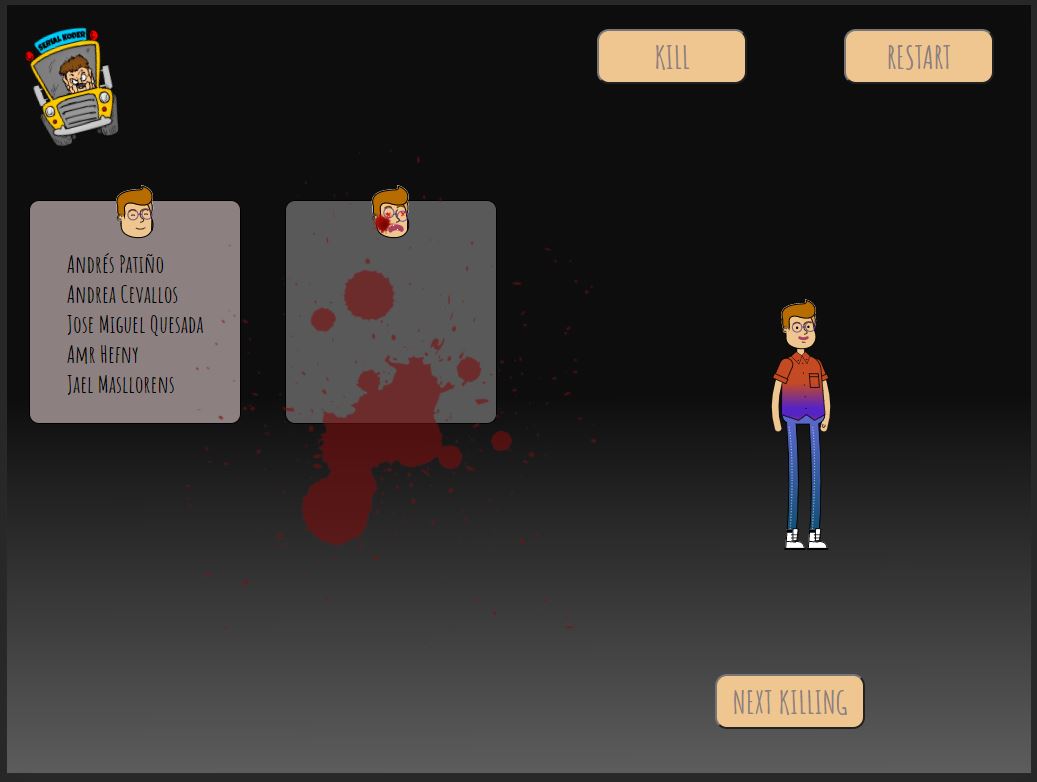 SERIAL KODER
KILL
RESTART
Andrés Patiño
Andrea Cevallos
Jose Miguel Quesada
Amr Hefny
Jael Masllorens
NEXT KILLING